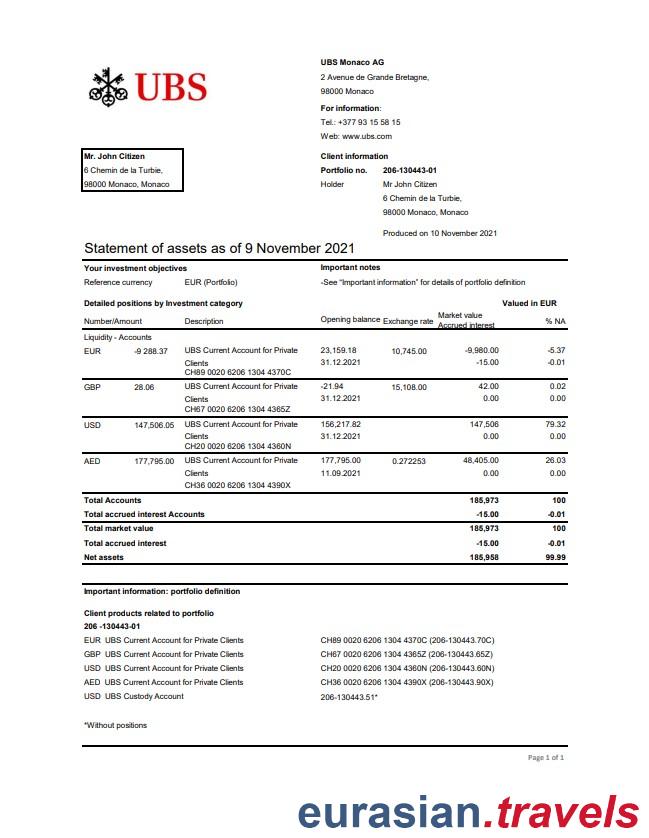 UBS
UBS Monaco AG
2 Avenue de Grande Bretagne,
98000 Monaco
For information:
Tel.: +377 93 15 58 15
Web: www.ubs.com
Mr. John Citizen
6 Chemin de la Turbie,
98000 Monaco, Monaco
Client information
Portfolio no. 206-130443-01
Holder Mr John Citizen
6 Chemin de la Turbie,
98000 Monaco, Monaco
Produced on 10 November 2021
Statement of assets as of 9 November 2021
Your investment objectives Important notes
Reference currency EUR (Portfolio) -See “Important information” for details of portfolio definition
Detailed positions by Investment category Valued in EUR
Number/Amount Description Opening balance Exchange rate Market value % NA
Accrued interest
Liquidity - Accounts
EUR -9 288.37 UBS Current Account for Private 23,159.18 10,745.00 -9,980.00 -5.37
Clients 31.12.2021 -15.00 -0.01
CH89 0020 6206 1304 4370C
GBP 28.06 UBS Current Account for Private -21.94 15,108.00 42.00 0.02
Clients 31.12.2021 0.00 0.00
CH67 0020 6206 1304 4365Z
USD 147,506.05 UBS Current Account for Private 156,217.82 147,506 79.32
Clients 31.12.2021 0.00 0.00
CH20 0020 6206 1304 4360N
AED 177,795.00 UBS Current Account for Private 177,795.00 0.272253 48,405.00 26.03
Clients 11.09.2021 0.00 0.00
CH36 0020 6206 1304 4390X
Total Accounts 185,973 100
Total accrued interest Accounts -15.00 -0.01
Total market value 185,973 100
Total accrued interest -15.00 -0.01
Net assets 185,958 99.99
Important information: portfolio definition
Client products related to portfolio
206 -130443-01
EUR UBS Current Account for Private Clients CH89 0020 6206 1304 4370C (206-130443.70C)
GBP UBS Current Account for Private Clients CH67 0020 6206 1304 4365Z (206-130443.65Z)
USD UBS Current Account for Private Clients CH20 0020 6206 1304 4360N (206-130443.60N)
AED UBS Current Account for Private Clients CH36 0020 6206 1304 4390X (206-130443.90X)
USD UBS Custody Account 206-130443.51*
*Without positions
Page 1 of 1
eurasian.travels